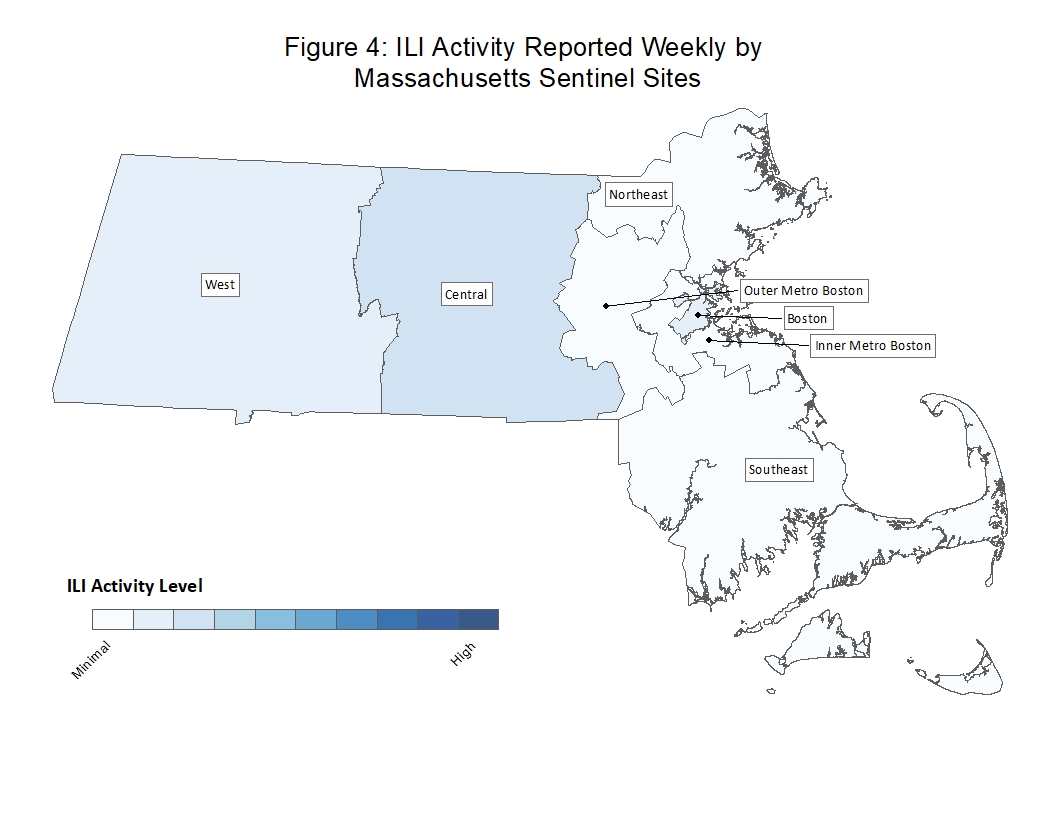 Figure 4: ILI Activity Reported Weekly by
Massachusetts Sentinel Sites
Northeast
West
Central
Outer Metro Boston
Boston
Inner Metro Boston
Southeast
ILI Activity Level
Minimal
High